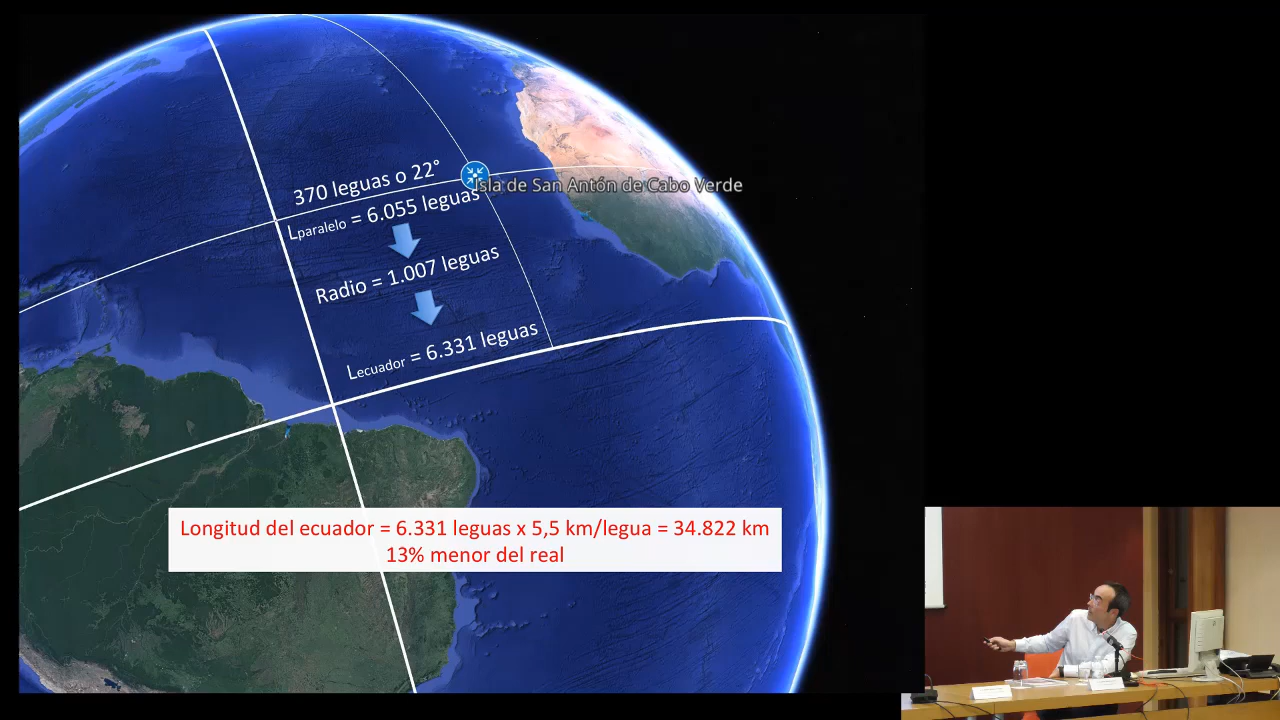 370 leguas o 22°
Isla de San Antón de Cabo Verde
Lparalelo = 6.055 leguas
Radio = 1.007 leguas
Lecuador = 6.331 leguas
Longitud del ecuador = 6.331 leguas x 5,5 km/legua = 34.822 km
13% menor del real